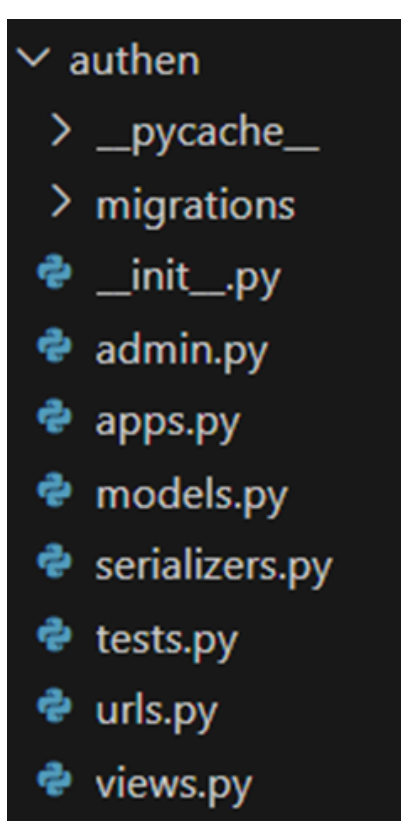 authen
__pycache__
migrations
__init__.py
admin.py
apps.py
models.py
serializers.py
tests.py
urls.py
views.py